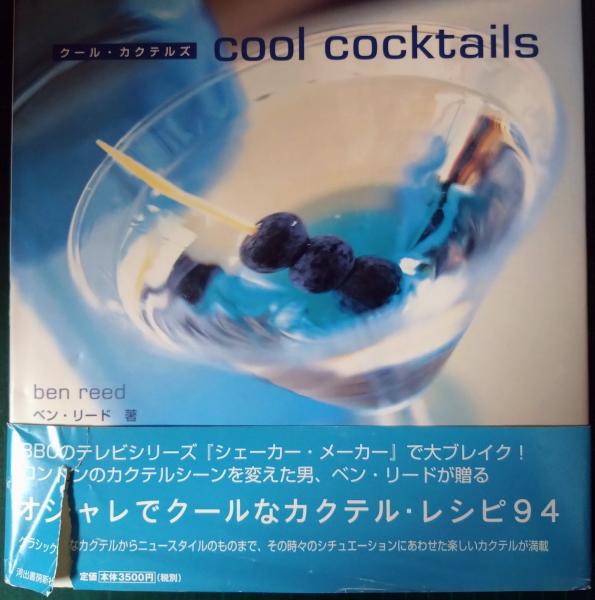 クール・カクテルズ cool cocktails
ben reed
ベン・リード 著
BBCのテレビシリーズ『シェーカー・メーカー』で大ブレイク！
ロンドンのカクテルシーンを変えた男、ベン・リードが贈る
オシャレでクールなカクテル・レシピ94
クラシックなカクテルからニュースタイルのものまで、その時々のシチュエーションにあわせた楽しいカクテルが満載
河出書房新社 定価 本体3500円 (税別)